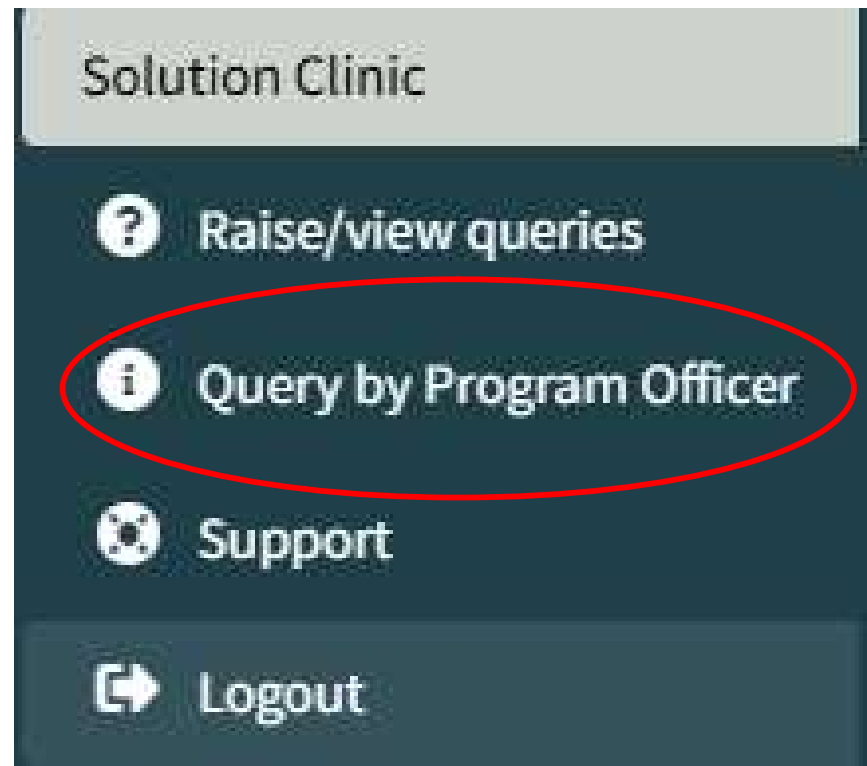 Solution Clinic
Raise/view queries
Query by Program Officer
Support
Logout